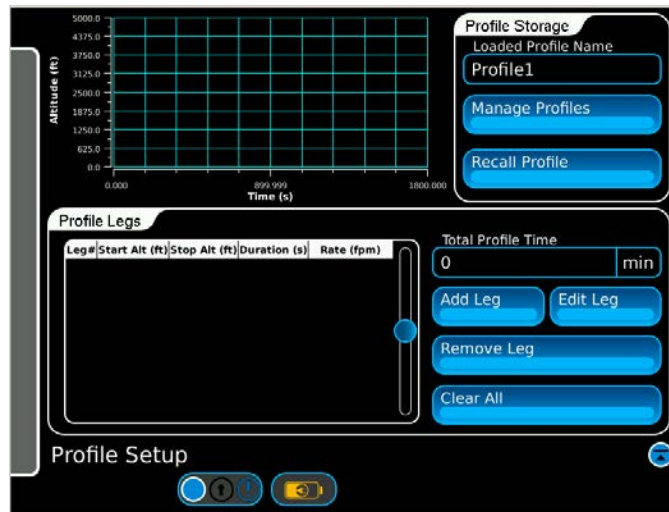 5000.0
4375.0
3750.0
3125.0
2500.0
1875.0
1250.0
625.0
0.0
Altitude (ft)
0.000 899.999 1800.000
Time (s)
Profile Storage
Loaded Profile Name
Profile1
Manage Profiles
Recall Profile
Profile Legs
Leg# Start Alt (ft) Stop Alt (ft) Duration (s) Rate (fpm)
Total Profile Time
0 min
Add Leg Edit Leg
Remove Leg
Clear All
Profile Setup